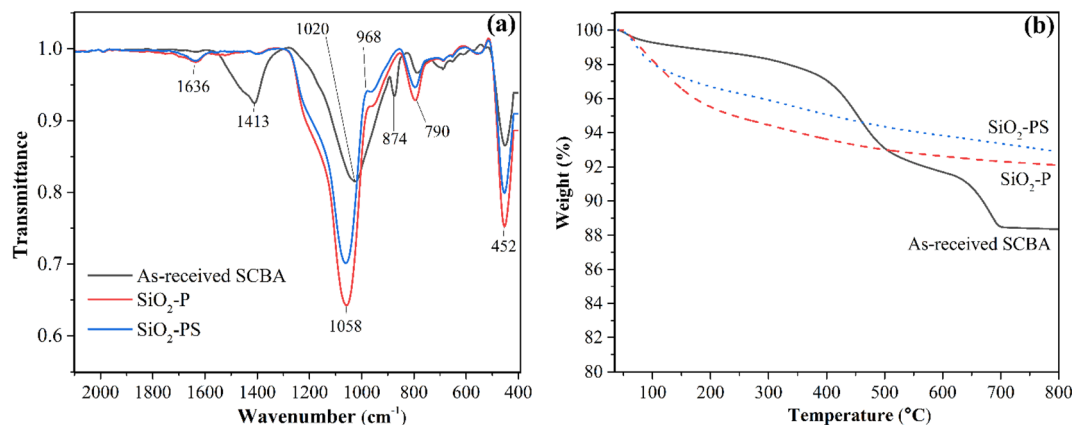 (a)
1.0
0.9
0.8
0.7
0.6
Transmittance
1636
1413
1020
968
874
790
452
1058
As-received SCBA
SiO₂-P
SiO₂-PS
2000 1800 1600 1400 1200 1000 800 600 400
Wavenumber (cm⁻¹)
(b)
100
98
96
94
92
90
88
86
84
82
80
Weight (%)
SiO₂-PS
SiO₂-P
As-received SCBA
100 200 300 400 500 600 700 800
Temperature (°C)